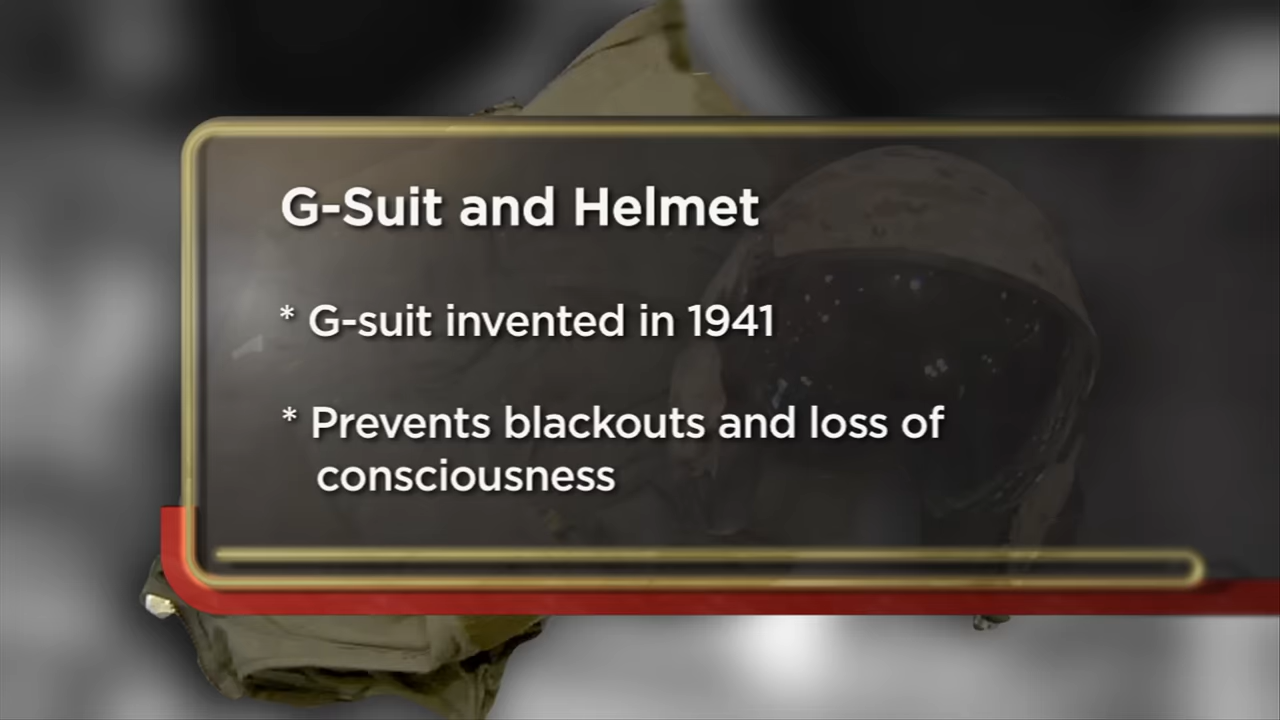 G-Suit and Helmet
* G-suit invented in 1941
* Prevents blackouts and loss of
consciousness